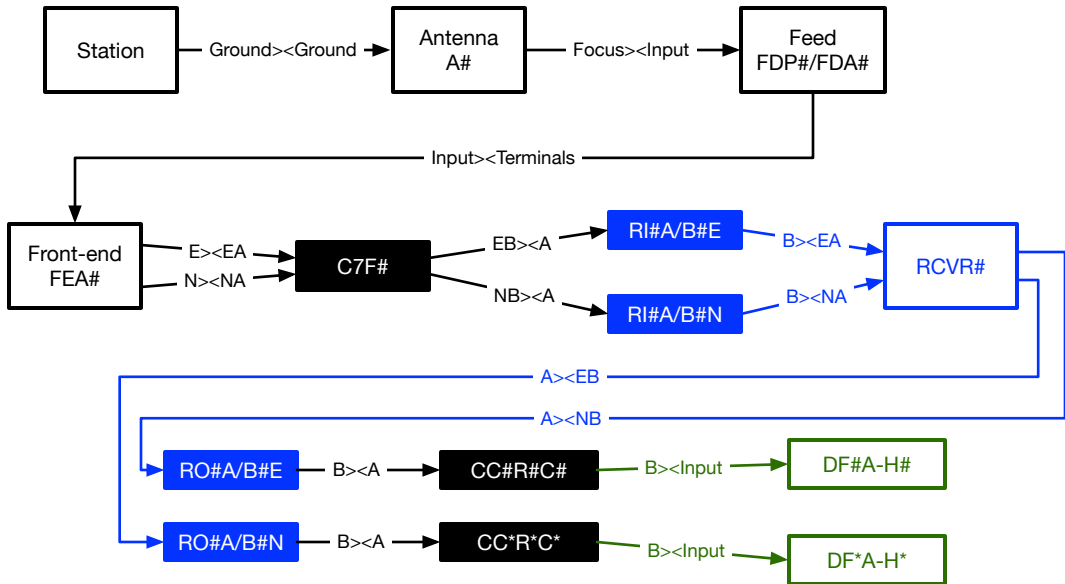 Station
Ground><Ground
Antenna
A#
Focus><Input
Feed
FDP#/FDA#
Input><Terminals
Front-end
FEA#
E><EA
N><NA
C7F#
EB><A
NB><A
RI#A/B#E
RI#A/B#N
B><EA
B><NA
RCVR#
A><EB
A><NB
RO#A/B#E
B><A
CC#R#C#
B><Input
DF#A-H#
RO#A/B#N
B><A
CC*R*C*
B><Input
DF*A-H*